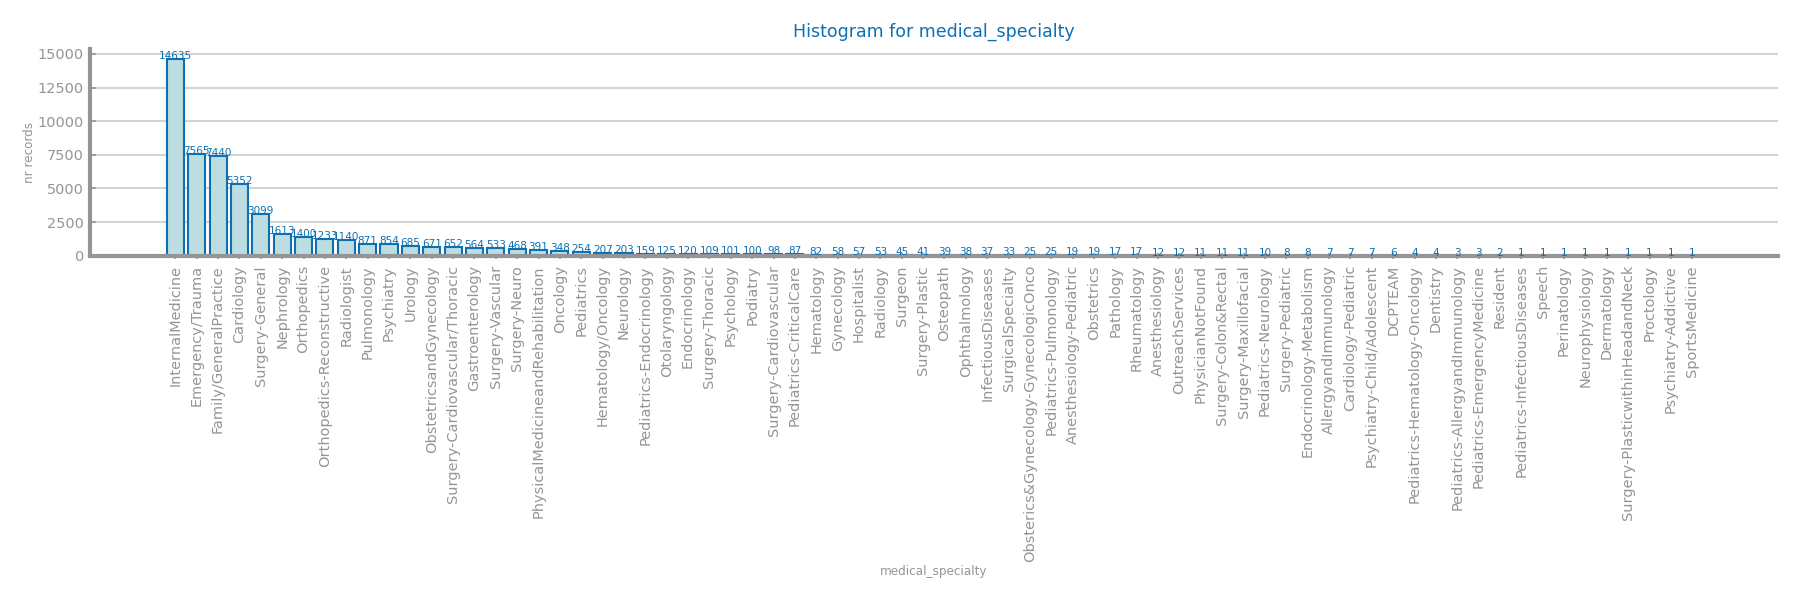 Histogram for medical_specialty
nr records
15000
12500
10000
7500
5000
2500
0
14635
7565
7440
5352
3099
1613
1400
1233
1140
871
854
685
671
652
564
533
468
391
348
254
207
203
159
125
120
109
101
100
98
87
82
58
57
53
45
41
39
38
37
33
25
25
19
19
17
17
12
12
11
11
11
10
8
8
7
7
7
6
4
4
3
3
2
1
1
1
1
1
1
1
1
1
InternalMedicine
Emergency/Trauma
Family/GeneralPractice
Cardiology
Surgery-General
Nephrology
Orthopedics
Orthopedics-Reconstructive
Radiologist
Pulmonology
Psychiatry
Urology
ObstetricsandGynecology
Surgery-Cardiovascular/Thoracic
Gastroenterology
Surgery-Vascular
Surgery-Neuro
PhysicalMedicineandRehabilitation
Oncology
Pediatrics
Hematology/Oncology
Neurology
Pediatrics-Endocrinology
Otolaryngology
Endocrinology
Surgery-Thoracic
Psychology
Podiatry
Surgery-Cardiovascular
Pediatrics-CriticalCare
Hematology
Gynecology
Hospitalist
Radiology
Surgeon
Surgery-Plastic
Osteopath
Ophthalmology
InfectiousDiseases
SurgicalSpecialty
Obsterics&Gynecology-GynecologicOnco
Pediatrics-Pulmonology
Anesthesiology-Pediatric
Obstetrics
Pathology
Rheumatology
Anesthesiology
OutreachServices
PhysicianNotFound
Surgery-Colon&Rectal
Surgery-Maxillofacial
Pediatrics-Neurology
Surgery-Pediatric
Endocrinology-Metabolism
AllergyandImmunology
Cardiology-Pediatric
Psychiatry-Child/Adolescent
DCPTEAM
Pediatrics-Hematology-Oncology
Dentistry
Pediatrics-AllergyandImmunology
Pediatrics-EmergencyMedicine
Resident
Pediatrics-InfectiousDiseases
Speech
Perinatology
Neurophysiology
Dermatology
Surgery-PlasticwithinHeadandNeck
Proctology
Psychiatry-Addictive
SportsMedicine
medical_specialty